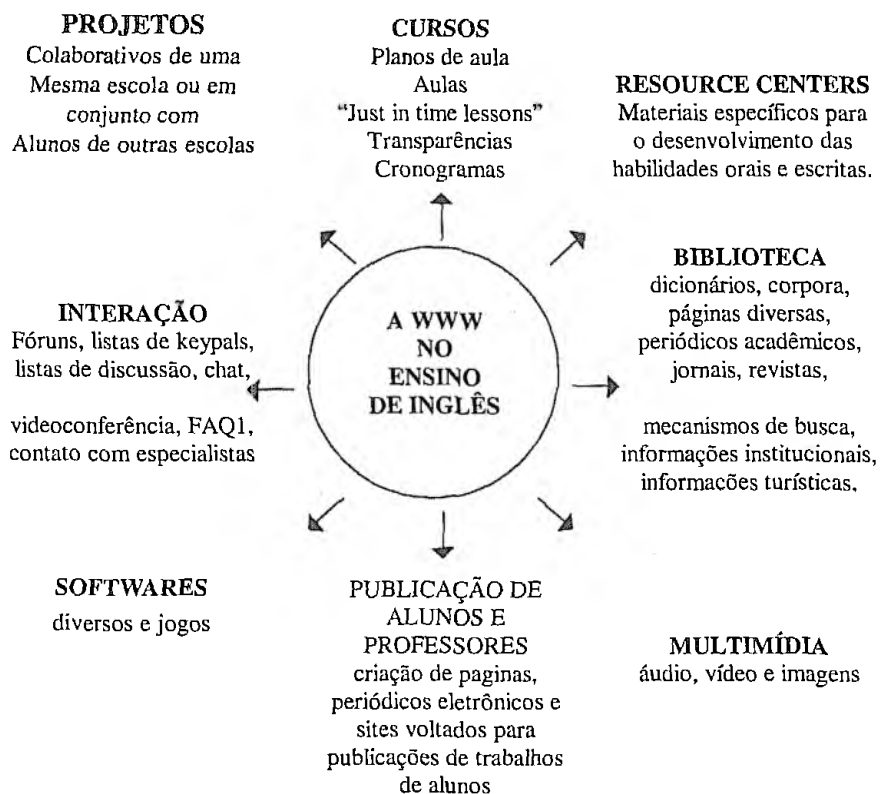 PROJETOS
Colaborativos de uma
Mesma escola ou em
conjunto com
Alunos de outras escolas
CURSOS
Planos de aula
Aulas
“Just in time lessons”
Transparências
Cronogramas
RESOURCE CENTERS
Materiais específicos para
o desenvolvimento das
habilidades orais e escritas.
INTERAÇÃO
Fóruns, listas de keypals,
listas de discussão, chat,
videoconferência, FAQ1,
contato com especialistas
A WWW
NO
ENSINO
DE INGLÊS
BIBLIOTECA
dicionários, corpora,
páginas diversas,
periódicos acadêmicos,
jornais, revistas,
mecanismos de busca,
informações institucionais,
informacões turísticas.
SOFTWARES
diversos e jogos
PUBLICAÇÃO DE
ALUNOS E
PROFESSORES
criação de paginas,
periódicos eletrônicos e
sites voltados para
publicações de trabalhos
de alunos
MULTIMÍDIA
áudio, vídeo e imagens